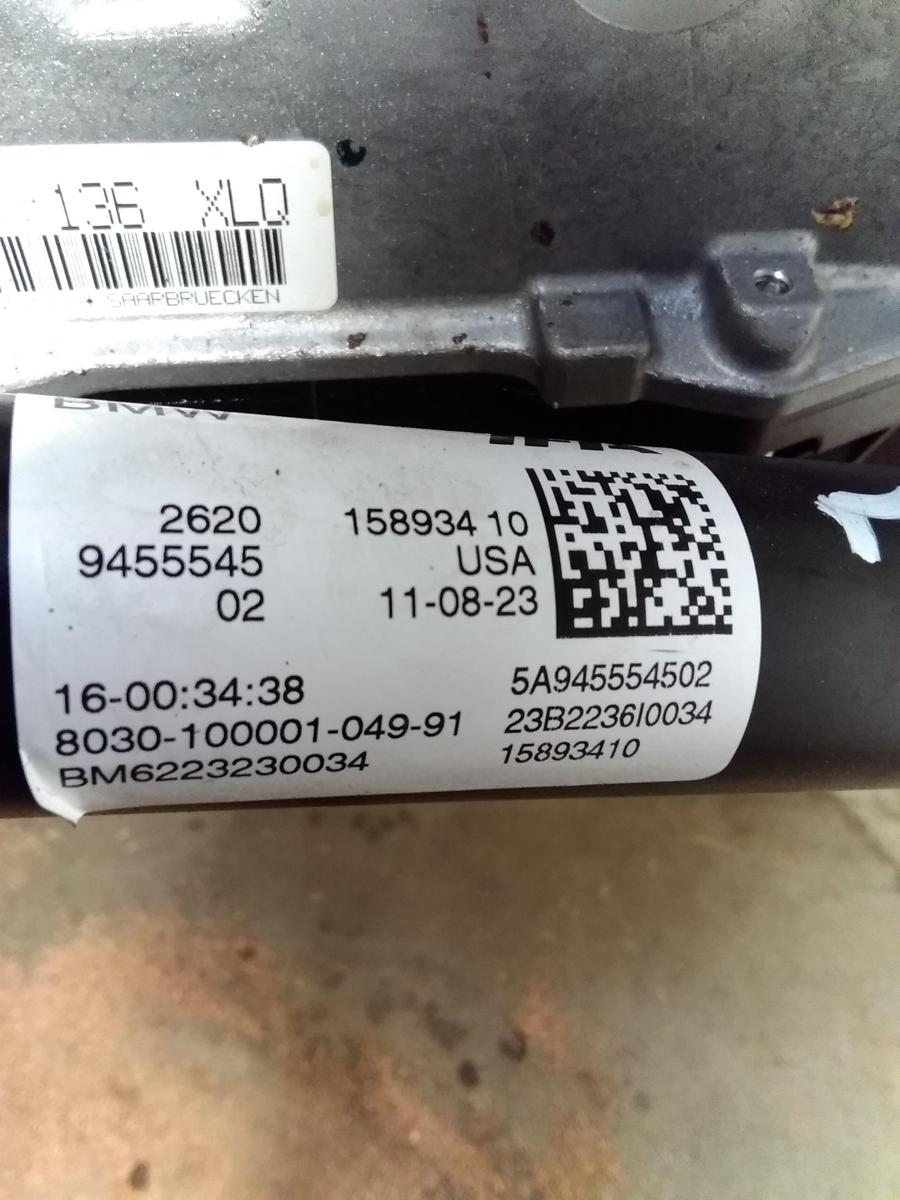 136 XLQ
SAARBRUECKEN
BMW
2620
9455545
02
158934 10
USA
11-08-23
16-00:34:38
8030-100001-049-91
BM6223230034
5A945554502
23B2236I0034
15893410